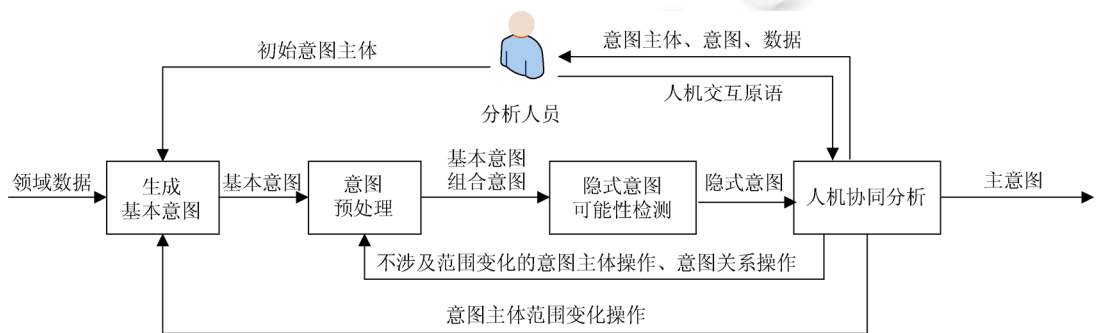 初始意图主体
意图主体、意图、数据
人机交互原语
分析人员
领域数据
生成
基本意图
基本意图
意图
预处理
基本意图
组合意图
隐式意图
可能性检测
隐式意图
人机协同分析
主意图
不涉及范围变化的意图主体操作、意图关系操作
意图主体范围变化操作